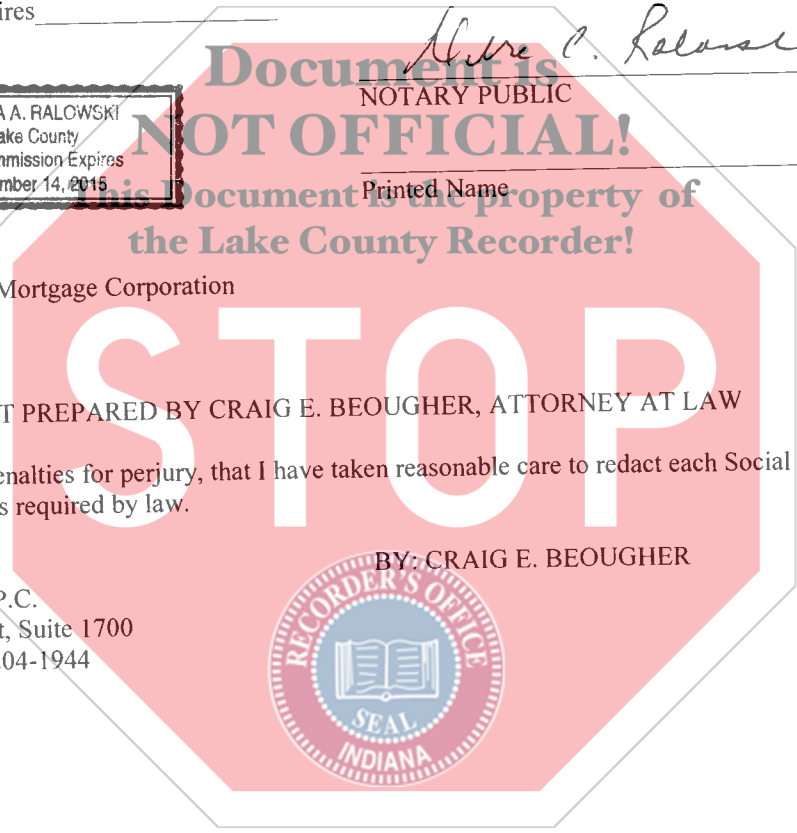 ires
Document is
NOTARY PUBLIC
A A. RALOWSKI
ake County
mmission Expires
mber 14, 2015
NOT OFFICIAL!
Printed Name
This Document is the property of
the Lake County Recorder!
Mortgage Corporation
STOP
T PREPARED BY CRAIG E. BEOUGHER, ATTORNEY AT LAW
enalties for perjury, that I have taken reasonable care to redact each Social
s required by law.
BY: CRAIG E. BEOUGHER
P.C.
t, Suite 1700
04-1944
RECORDER'S OFFICE
SEAL
INDIANA